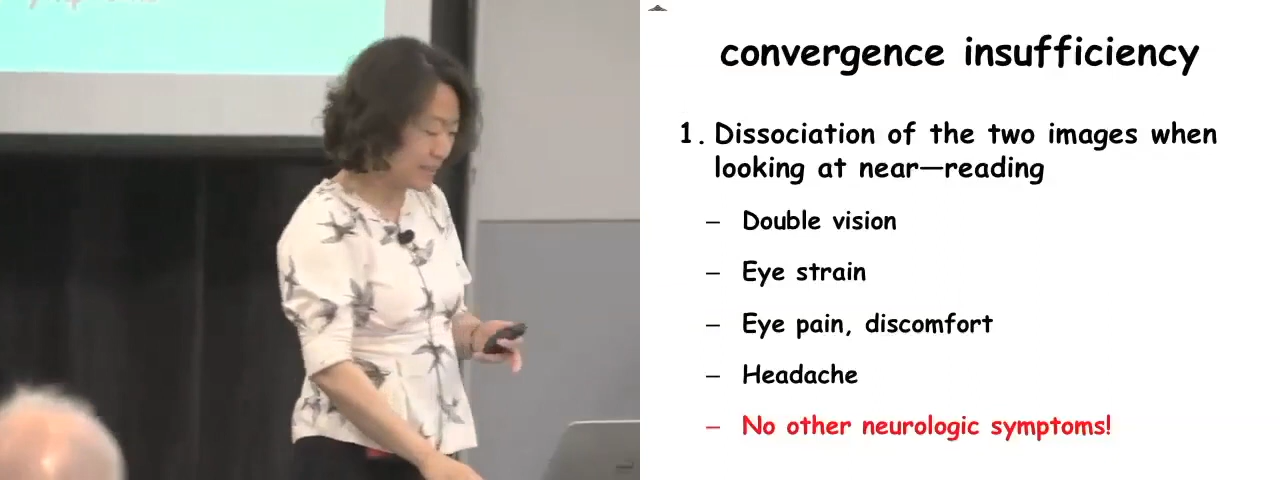 convergence insufficiency
1. Dissociation of the two images when
looking at near—reading
– Double vision
– Eye strain
– Eye pain, discomfort
– Headache
– No other neurologic symptoms!